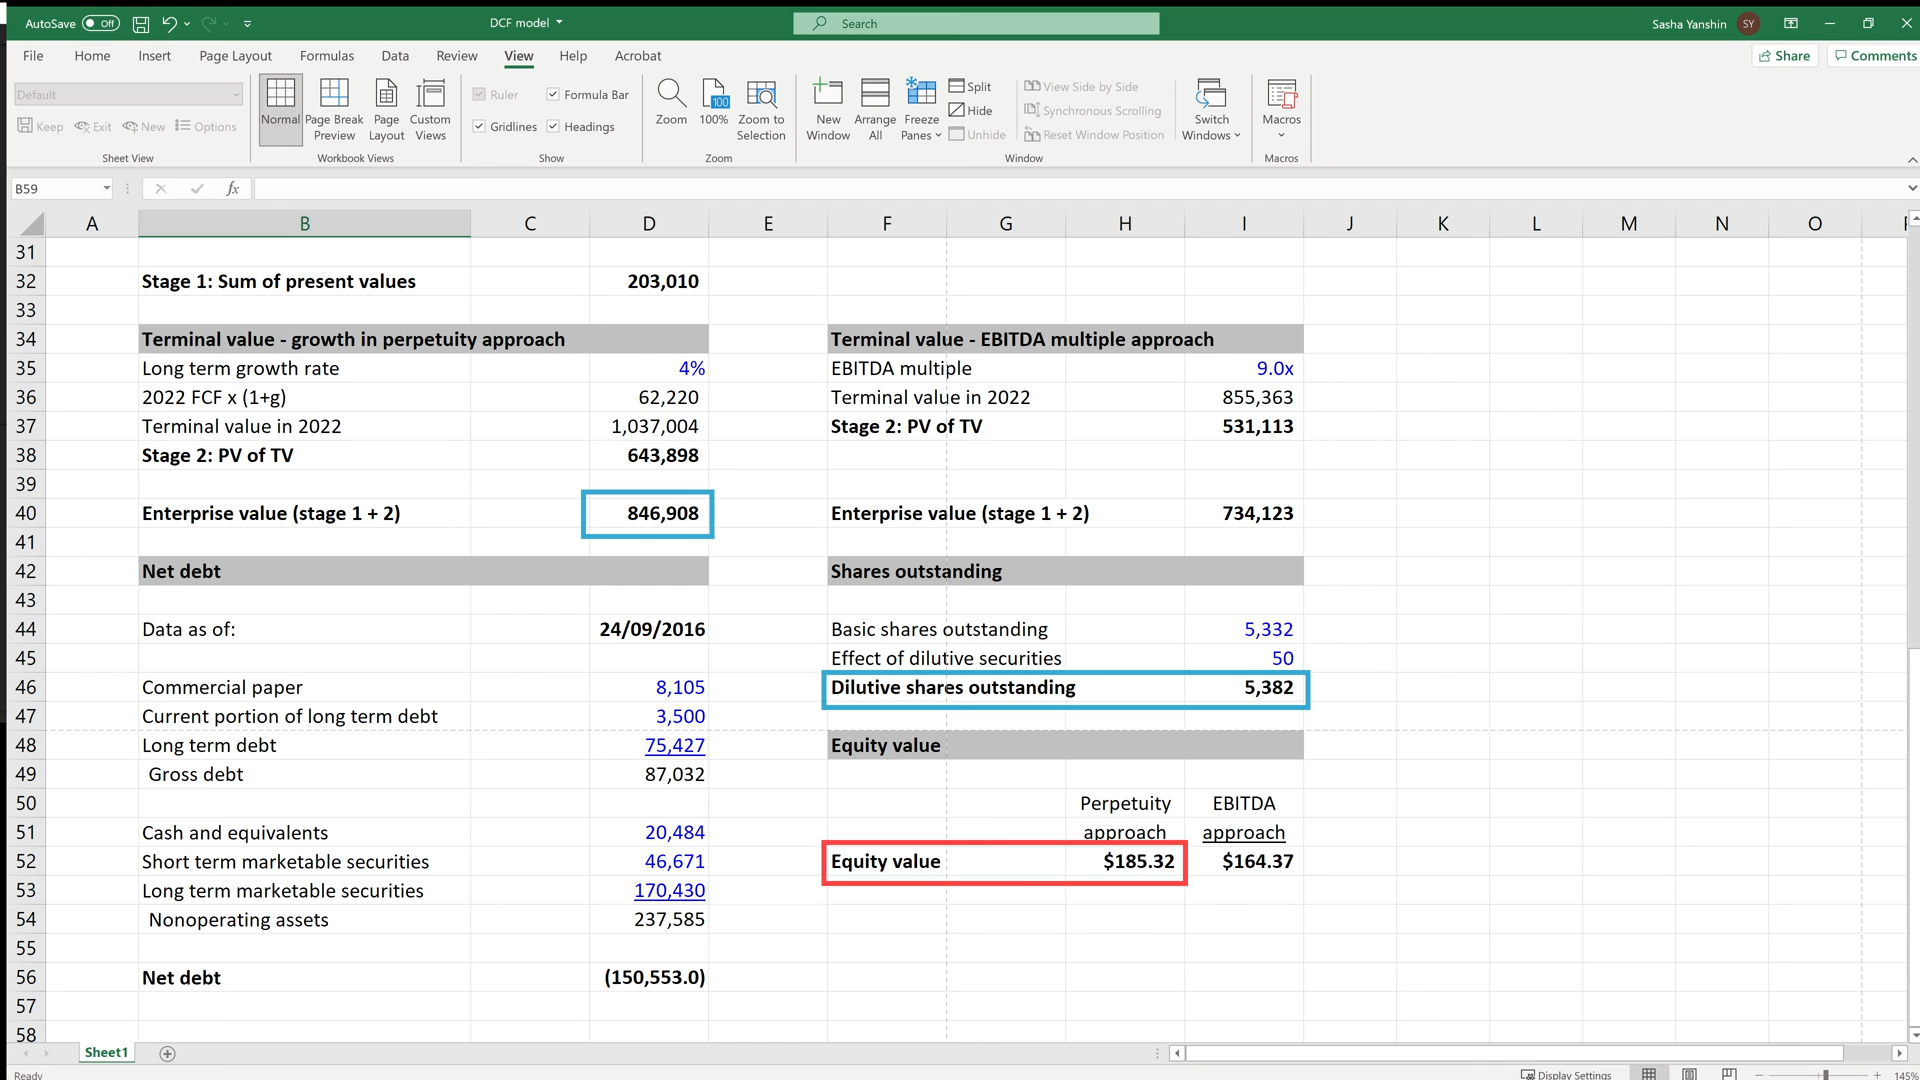 AutoSave Off DCF model Search Sasha Yanshin SY
File Home Insert Page Layout Formulas Data Review View Help Acrobat Share Comments
Default
Keep Exit New Options
Sheet View
Normal Page Break Preview Page Layout Custom Views
Workbook Views
Ruler Formula Bar
Gridlines Headings
Show
Zoom 100 100% Zoom to Selection
Zoom
New Window Arrange All Freeze Panes
Split View Side by Side
Hide Synchronous Scrolling
Unhide Reset Window Position
Switch Windows
Window
Macros
Macros
B59 fx
A B C D E F G H I J K L M N O
31
32 Stage 1: Sum of present values 203,010
33
34 Terminal value - growth in perpetuity approach Terminal value - EBITDA multiple approach
35 Long term growth rate 4% EBITDA multiple 9.0x
36 2022 FCF x (1+g) 62,220 Terminal value in 2022 855,363
37 Terminal value in 2022 1,037,004 Stage 2: PV of TV 531,113
38 Stage 2: PV of TV 643,898
39
40 Enterprise value (stage 1 + 2) 846,908 Enterprise value (stage 1 + 2) 734,123
41
42 Net debt Shares outstanding
43
44 Data as of: 24/09/2016 Basic shares outstanding 5,332
45 Effect of dilutive securities 50
46 Commercial paper 8,105 Dilutive shares outstanding 5,382
47 Current portion of long term debt 3,500
48 Long term debt 75,427 Equity value
49 Gross debt 87,032
50 Perpetuity EBITDA
51 Cash and equivalents 20,484 approach approach
52 Short term marketable securities 46,671 Equity value $185.32 $164.37
53 Long term marketable securities 170,430
54 Nonoperating assets 237,585
55
56 Net debt (150,553.0)
57
58
Sheet1
Ready Display Settings 145%